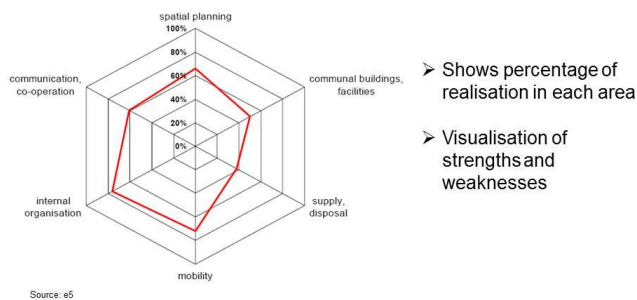 spatial planning
100%
80%
60%
40%
20%
0%
communication,
co-operation
communal buildings,
facilities
internal
organisation
supply,
disposal
mobility
➢ Shows percentage of
realisation in each area
➢ Visualisation of
strengths and
weaknesses
Source: e5